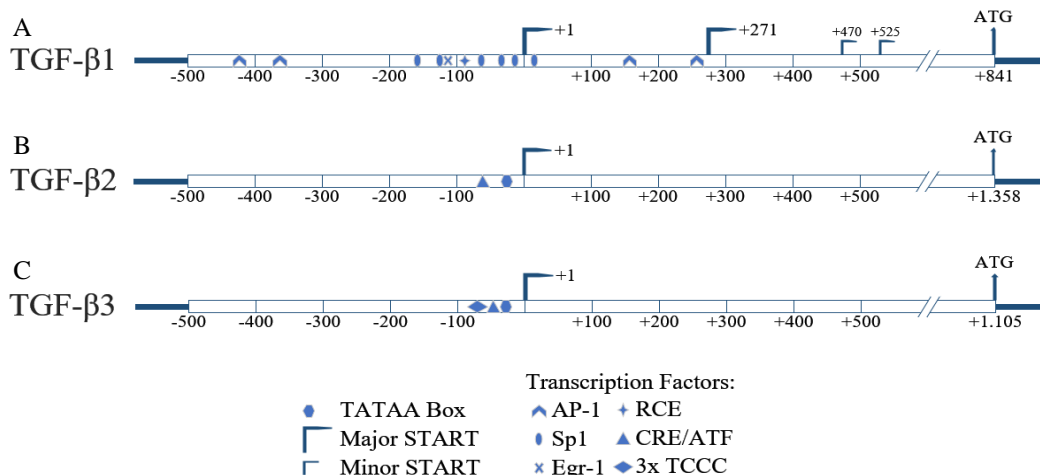 A
TGF-β1
+1
+271
+470
+525
ATG
-500 -400 -300 -200 -100 +100 +200 +300 +400 +500 +841
B
TGF-β2
+1
ATG
-500 -400 -300 -200 -100 +100 +200 +300 +400 +500 +1.358
C
TGF-β3
+1
ATG
-500 -400 -300 -200 -100 +100 +200 +300 +400 +500 +1.105
TATAA Box
Major START
Minor START
Transcription Factors:
AP-1 RCE
Sp1 CRE/ATF
Egr-1 3x TCCC